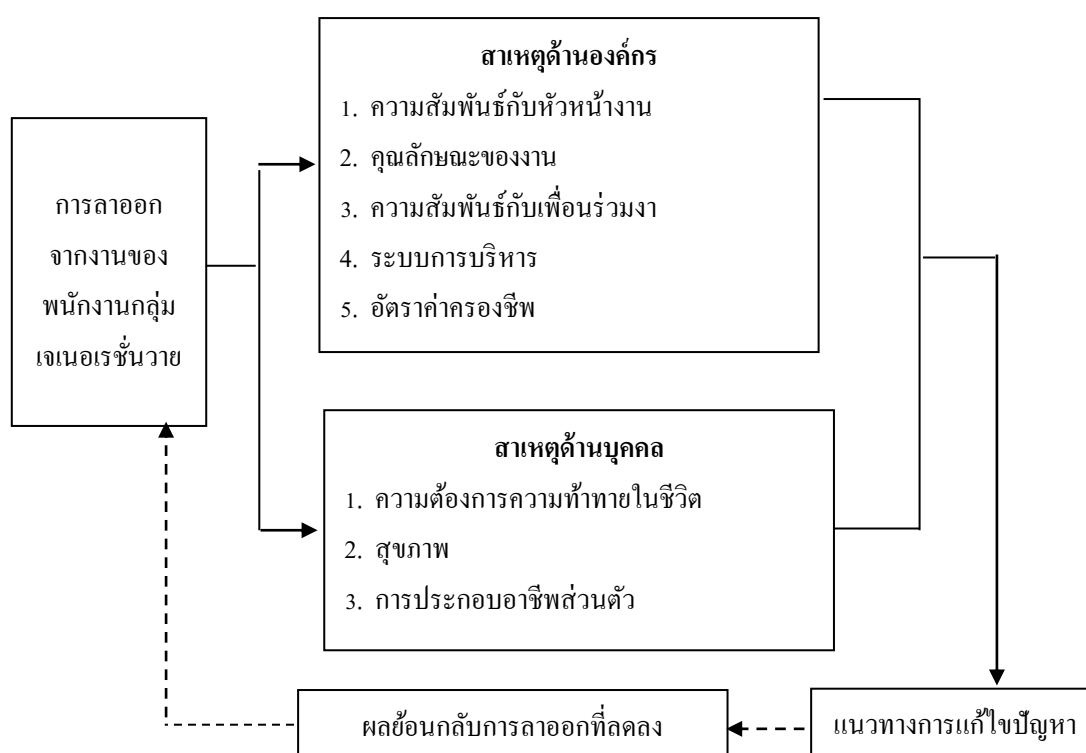 สาเหตุด้านองค์กร
1. ความสัมพันธ์กับหัวหน้างาน
2. คุณลักษณะของงาน
3. ความสัมพันธ์กับเพื่อนร่วมงา
4. ระบบการบริหาร
5. อัตราค่าครองชีพ
การลาออก
จากงานของ
พนักงานกลุ่ม
เจเนอเรชั่นวาย
สาเหตุด้านบุคคล
1. ความต้องการความท้าทายในชีวิต
2. สุขภาพ
3. การประกอบอาชีพส่วนตัว
ผลย้อนกลับการลาออกที่ลดลง
แนวทางการแก้ไขปัญหา